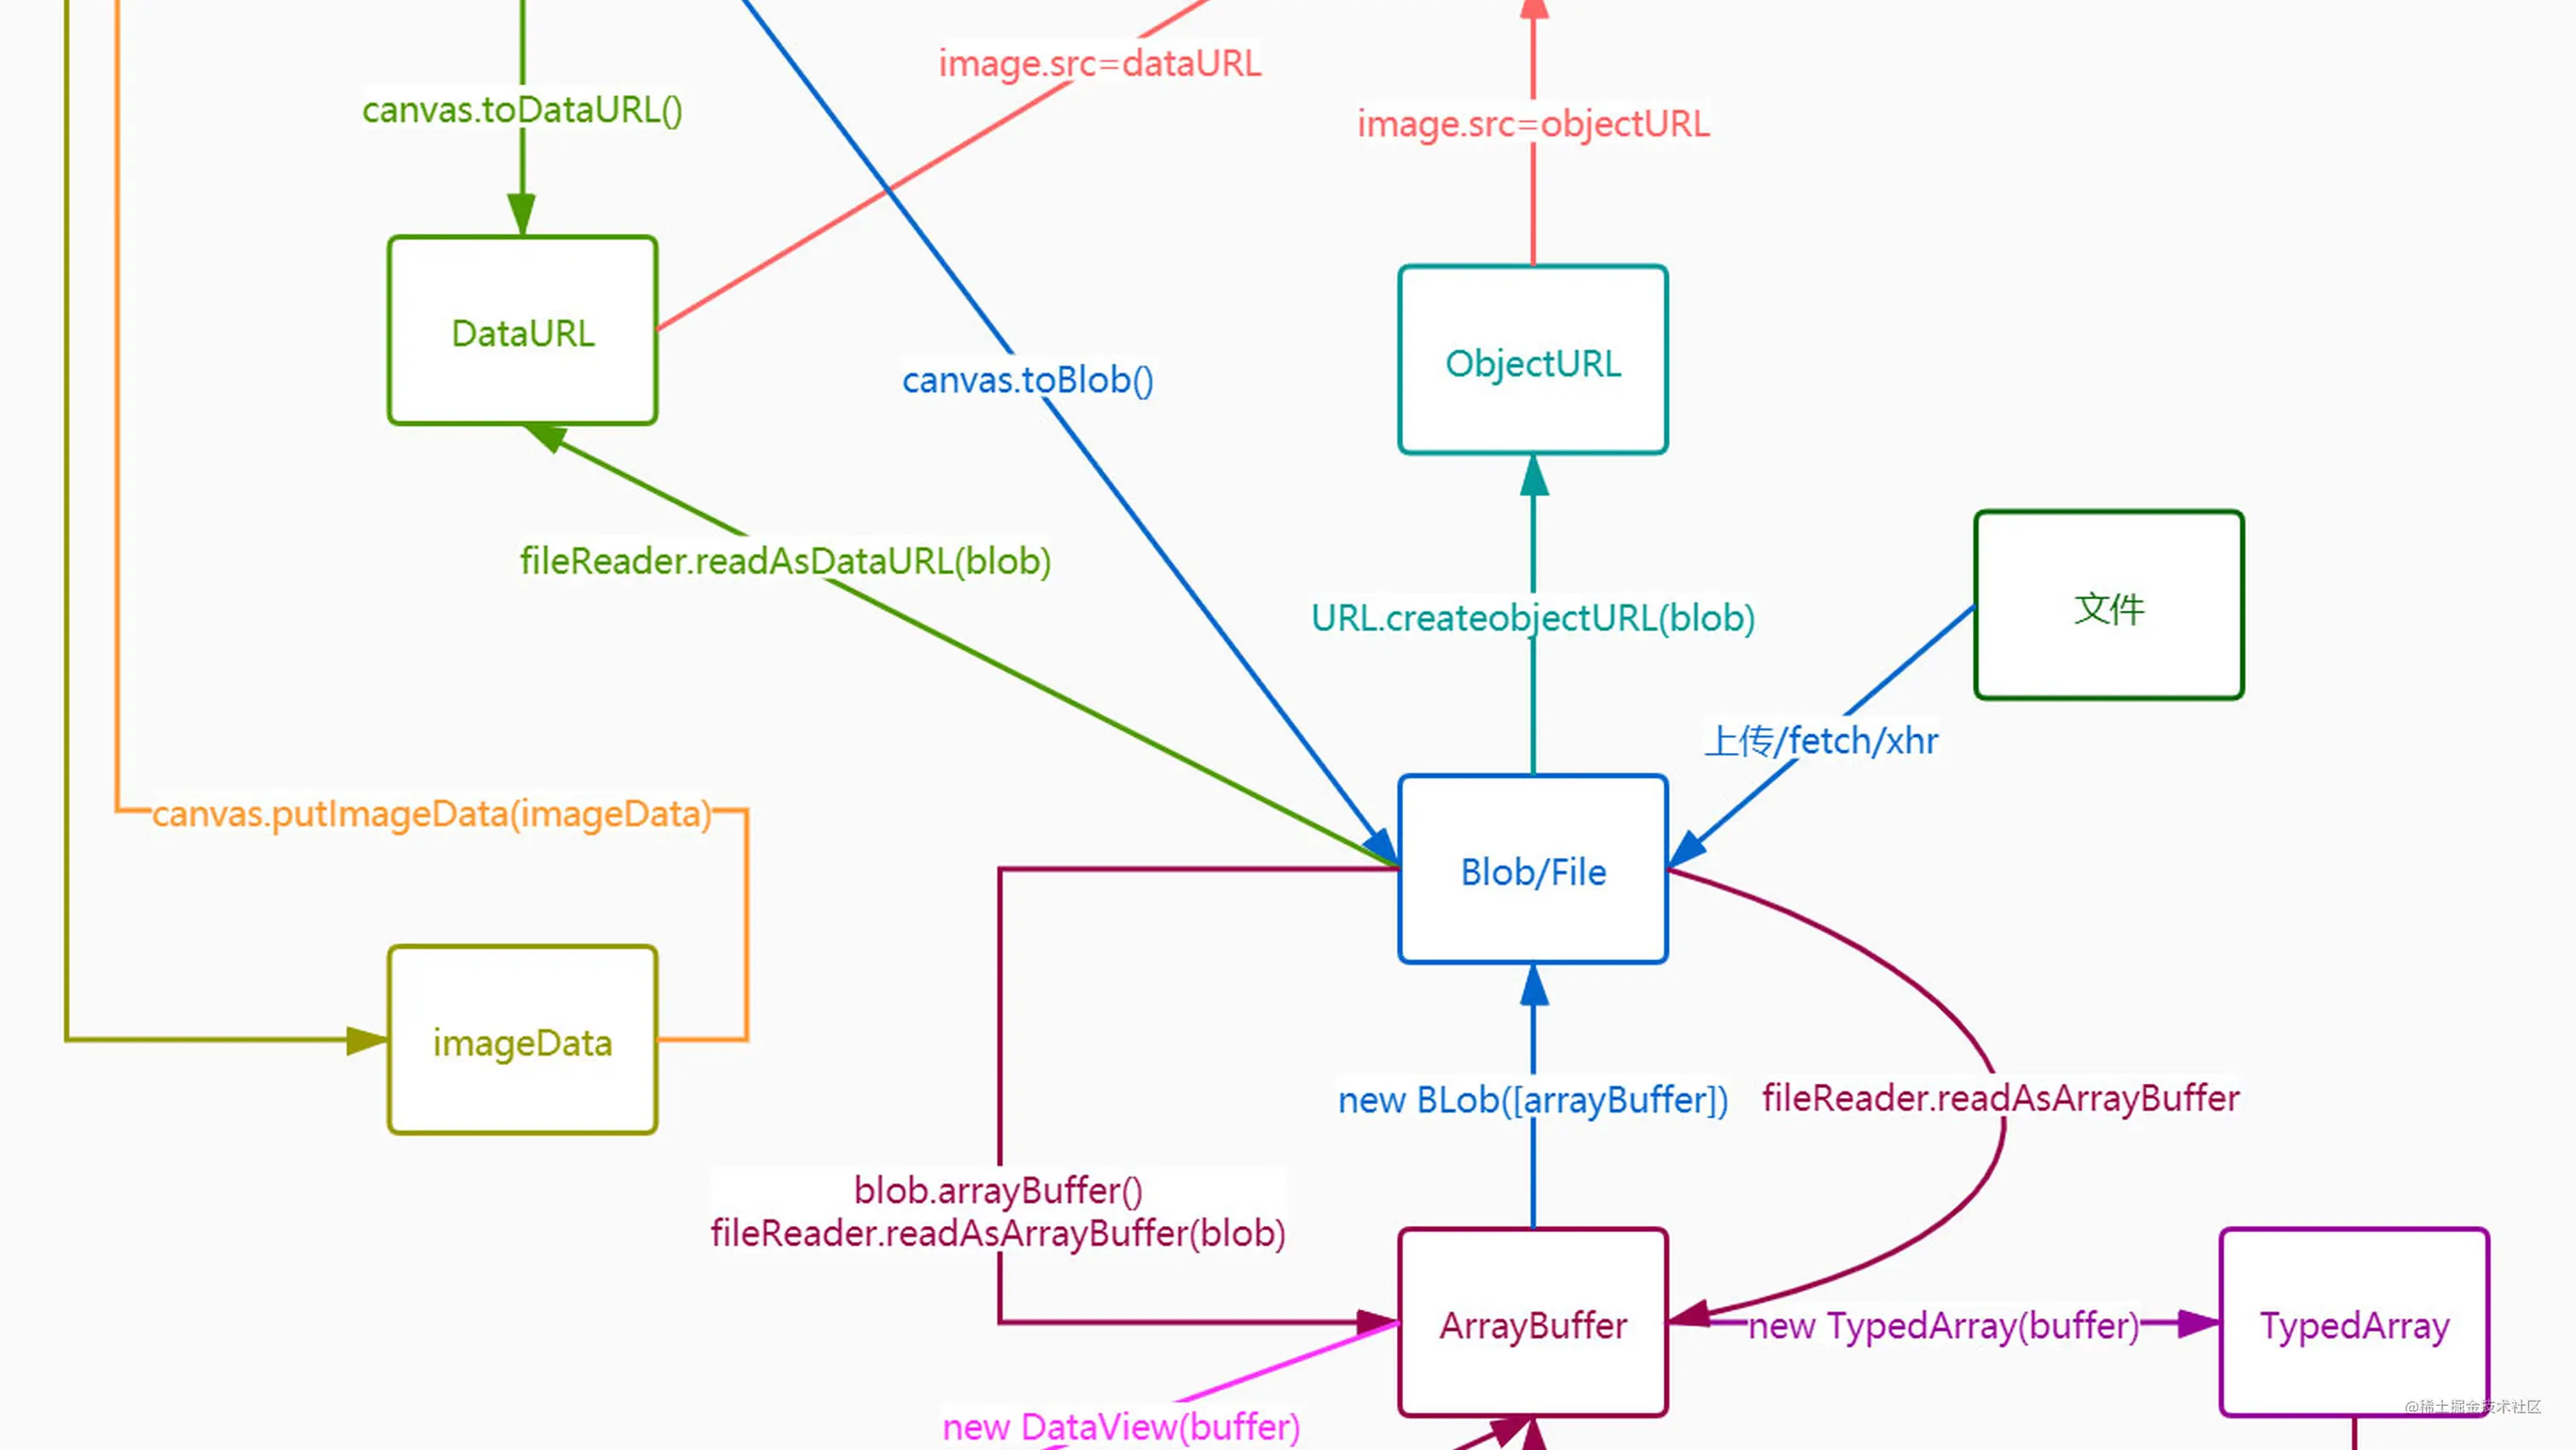 image.src=dataURL
canvas.toDataURL()
image.src=objectURL
DataURL
ObjectURL
canvas.toBlob()
fileReader.readAsDataURL(blob)
URL.createobjectURL(blob)
文件
上传/fetch/xhr
canvas.putImageData(imageData)
Blob/File
imageData
new BLob([arrayBuffer])
fileReader.readAsArrayBuffer
blob.arrayBuffer()
fileReader.readAsArrayBuffer(blob)
ArrayBuffer
new TypedArray(buffer)
TypedArray
new DataView(buffer)
@稀土掘金技术社区